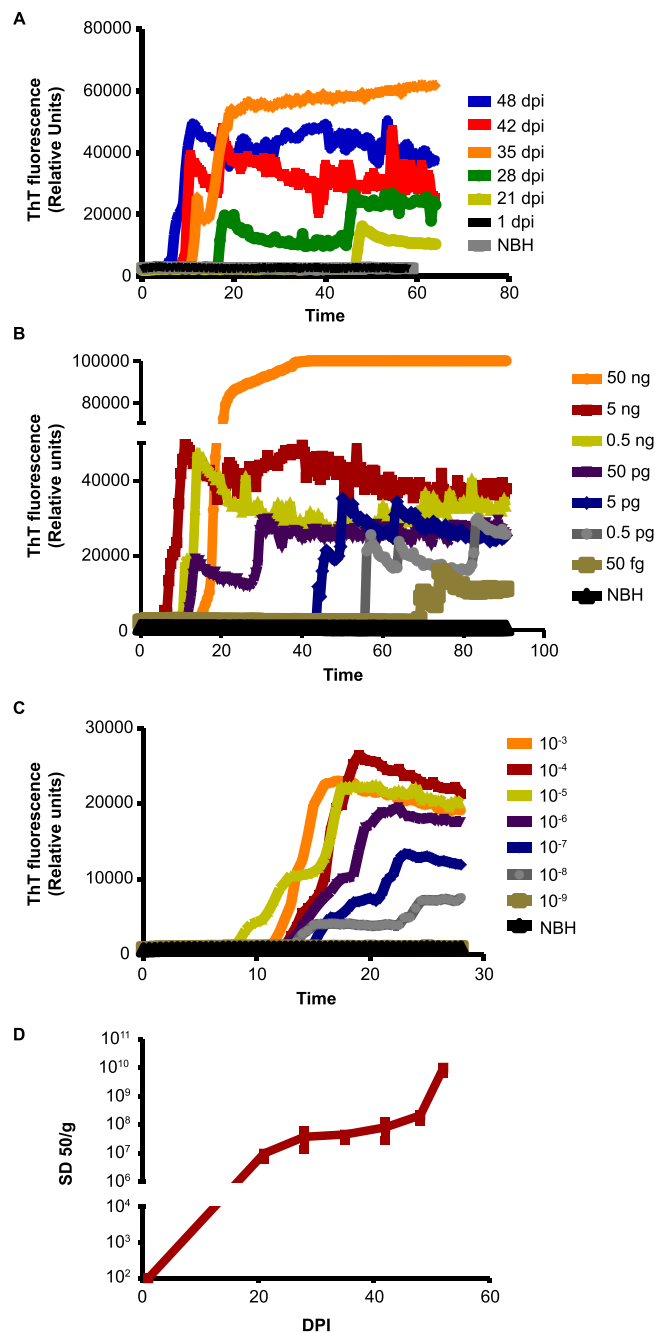 A
ThT fluorescence
(Relative Units)
80000
60000
40000
20000
0
0 20 40 60 80
Time
48 dpi
42 dpi
35 dpi
28 dpi
21 dpi
1 dpi
NBH
B
ThT fluorescence
(Relative units)
100000
80000
40000
20000
0
0 20 40 60 80 100
Time
50 ng
5 ng
0.5 ng
50 pg
5 pg
0.5 pg
50 fg
NBH
C
ThT fluorescence
(Relative units)
30000
20000
10000
0
0 10 20 30
Time
10⁻³
10⁻⁴
10⁻⁵
10⁻⁶
10⁻⁷
10⁻⁸
10⁻⁹
NBH
D
SD 50/g
10¹¹
10¹⁰
10⁹
10⁸
10⁷
10⁶
10⁴
10³
10²
0 20 40 60
DPI